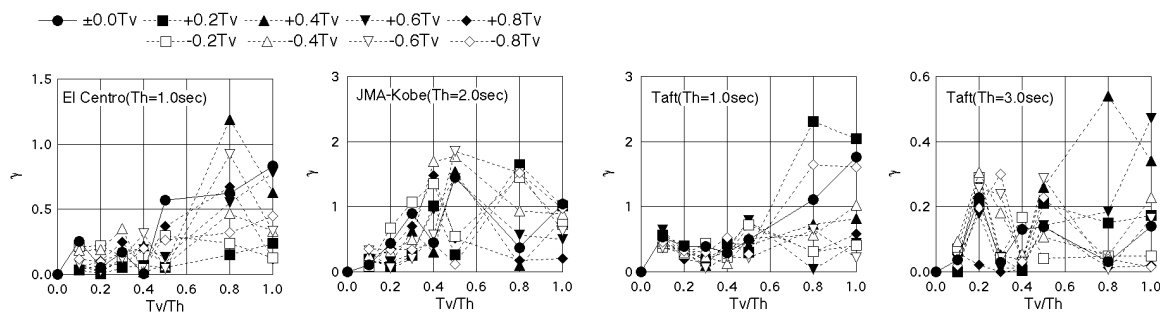 ±0.0Tv +0.2Tv +0.4Tv +0.6Tv +0.8Tv
-0.2Tv -0.4Tv -0.6Tv -0.8Tv
1.5
1.0
0.5
0.0
γ
El Centro(Th=1.0sec)
0.0 0.2 0.4 0.6 0.8 1.0
Tv/Th
3
2
1
0
γ
JMA-Kobe(Th=2.0sec)
0.0 0.2 0.4 0.6 0.8 1.0
Tv/Th
3
2
1
0
γ
Taft(Th=1.0sec)
0.0 0.2 0.4 0.6 0.8 1.0
Tv/Th
0.6
0.4
0.2
0.0
γ
Taft(Th=3.0sec)
0.0 0.2 0.4 0.6 0.8 1.0
Tv/Th